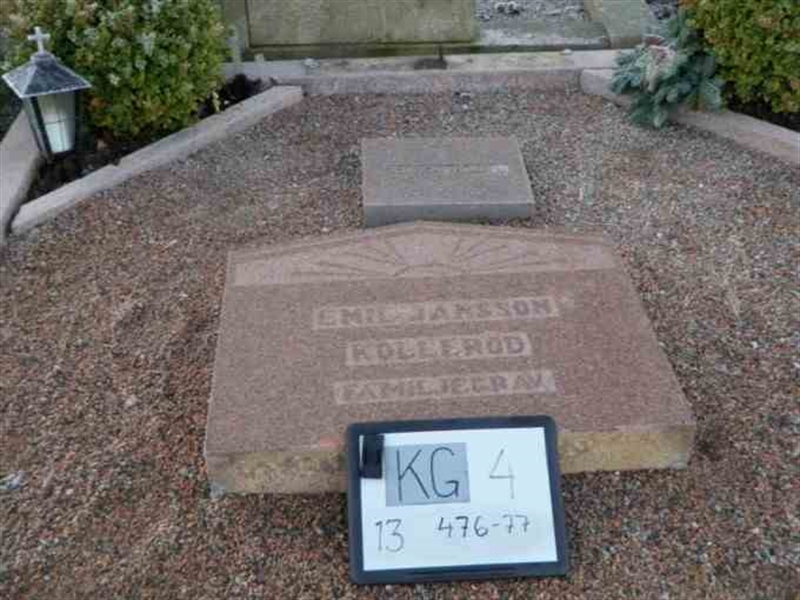 EMIL JANSSON
KOLLERÖD
FAMILJEGRAV.
KG 4
13 476-77